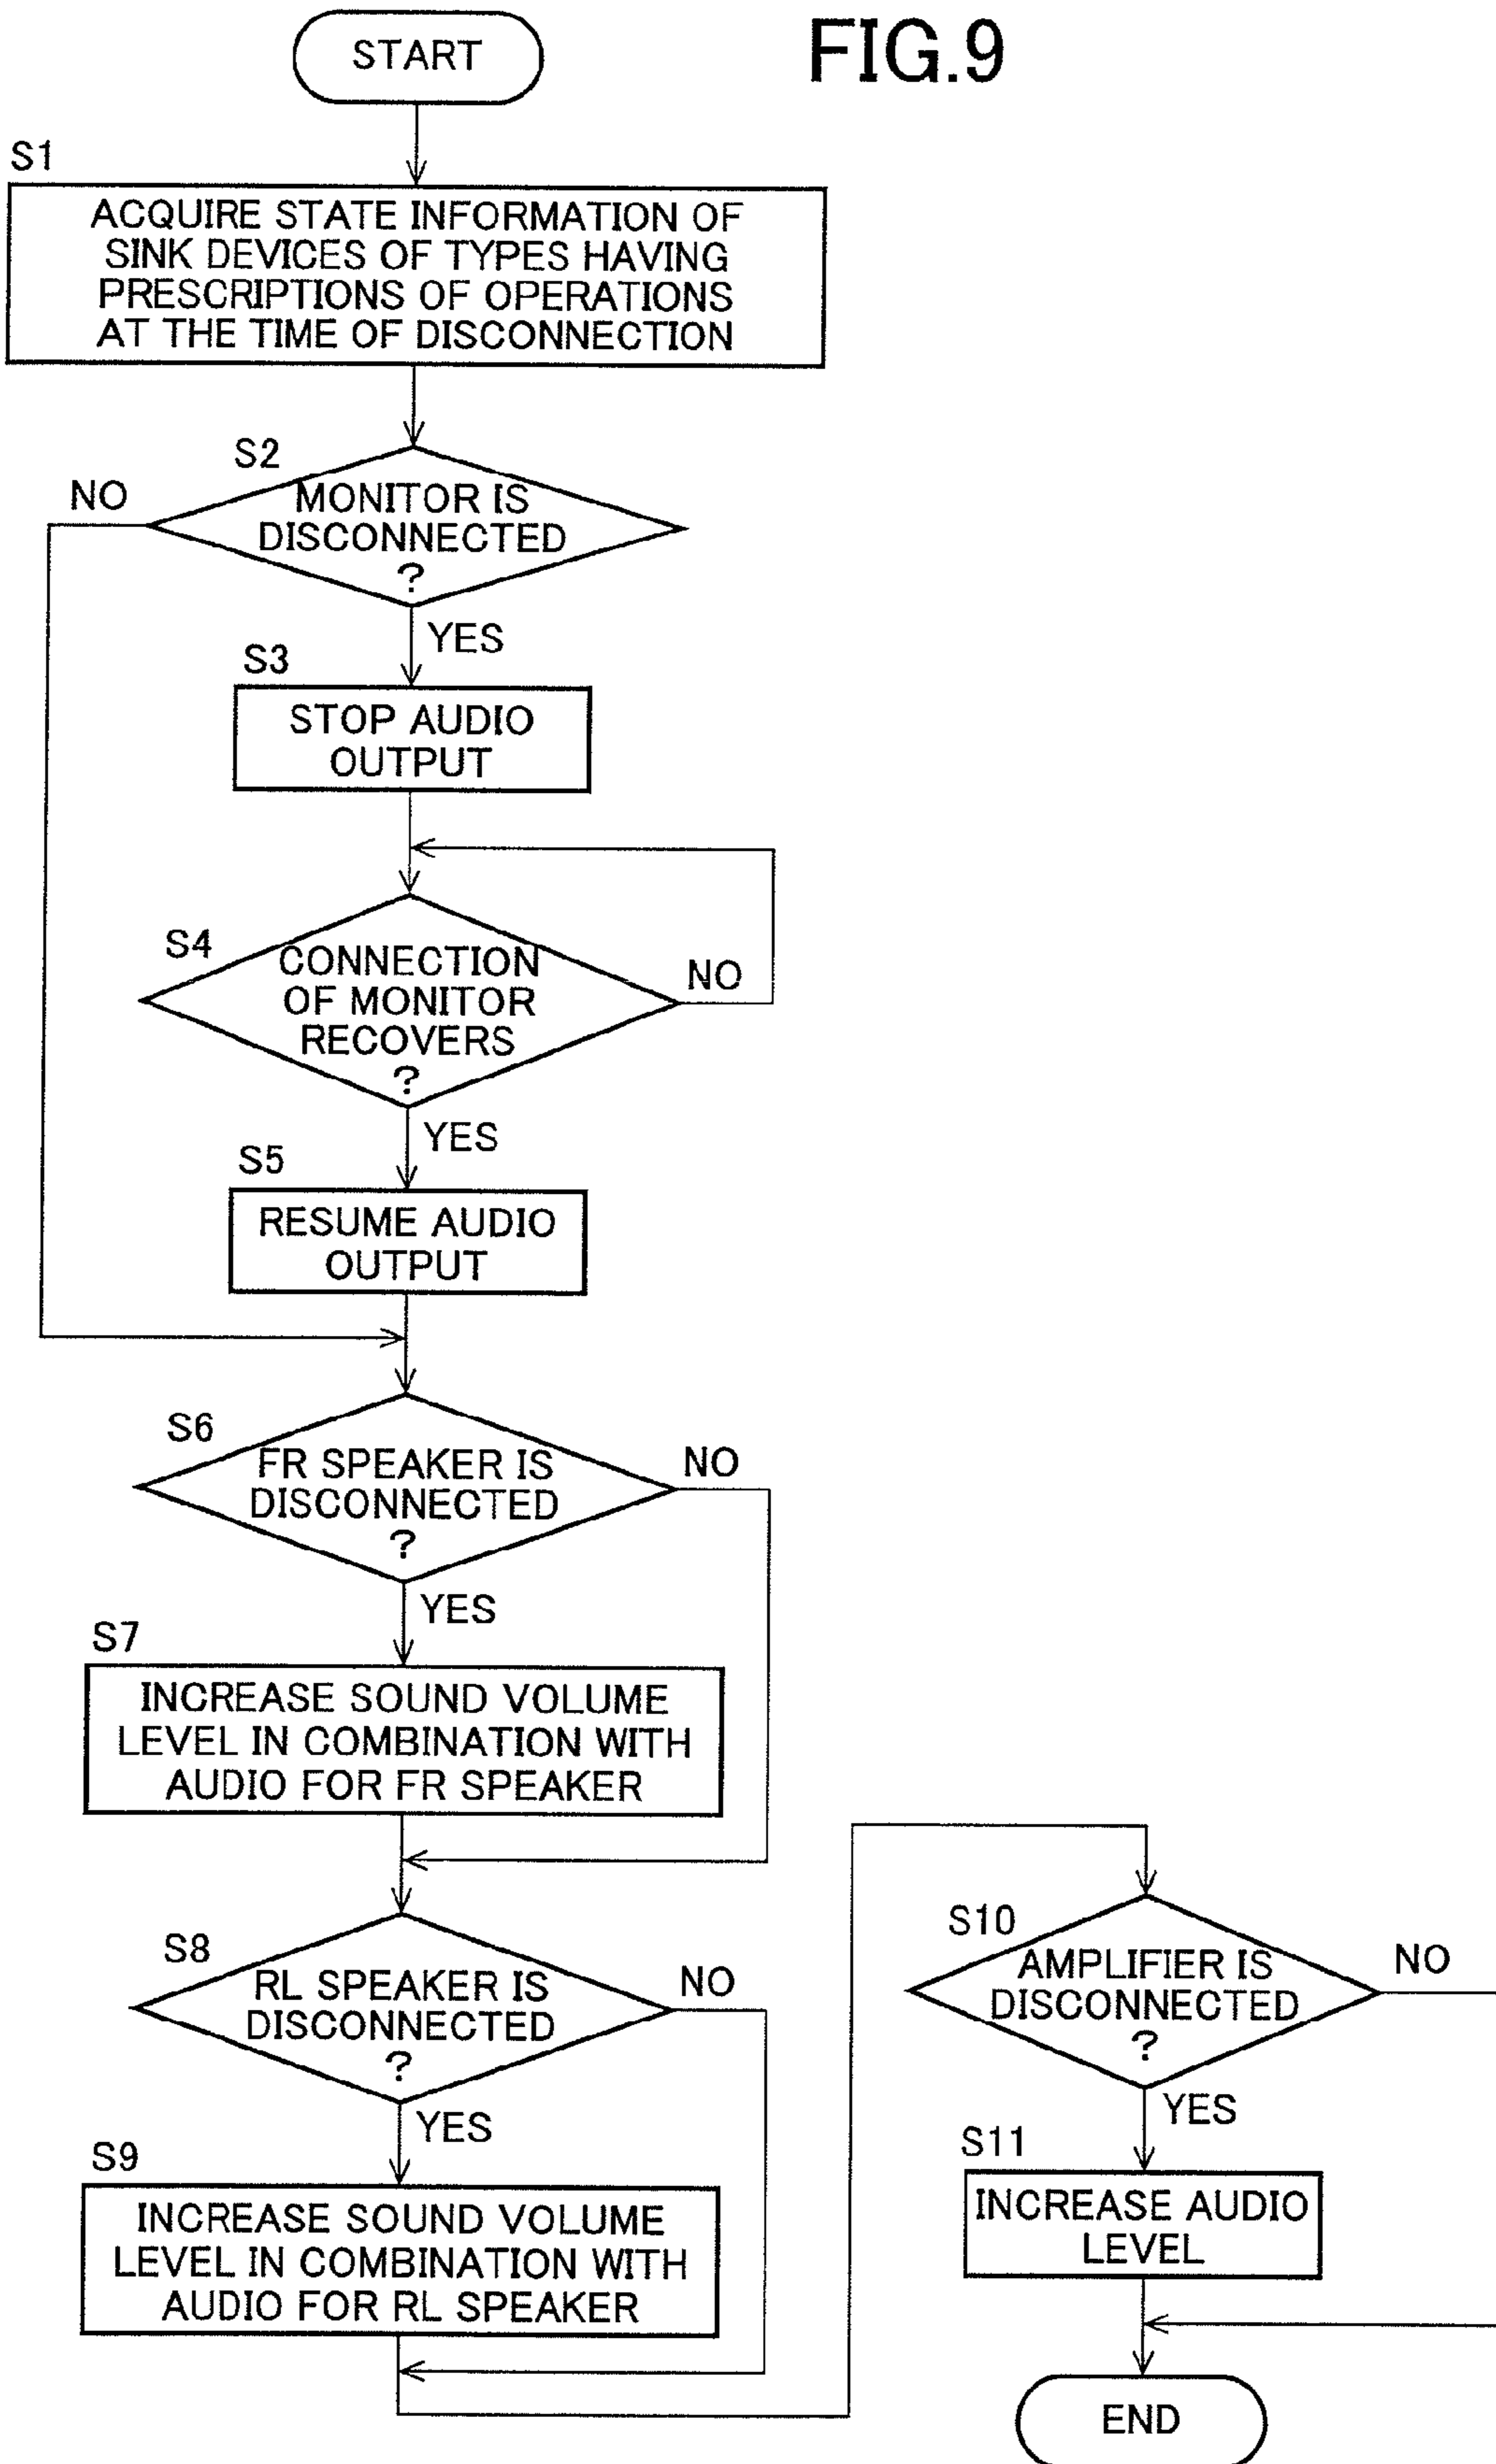 FIG.9
START
S1
ACQUIRE STATE INFORMATION OF
SINK DEVICES OF TYPES HAVING
PRESCRIPTIONS OF OPERATIONS
AT THE TIME OF DISCONNECTION
S2
NO
MONITOR IS
DISCONNECTED
?
YES
S3
STOP AUDIO
OUTPUT
S4
CONNECTION
OF MONITOR
RECOVERS
?
NO
YES
S5
RESUME AUDIO
OUTPUT
S6
FR SPEAKER IS
DISCONNECTED
?
NO
YES
S7
INCREASE SOUND VOLUME
LEVEL IN COMBINATION WITH
AUDIO FOR FR SPEAKER
S8
RL SPEAKER IS
DISCONNECTED
?
NO
YES
S9
INCREASE SOUND VOLUME
LEVEL IN COMBINATION WITH
AUDIO FOR RL SPEAKER
S10
AMPLIFIER IS
DISCONNECTED
?
NO
YES
S11
INCREASE AUDIO
LEVEL
END